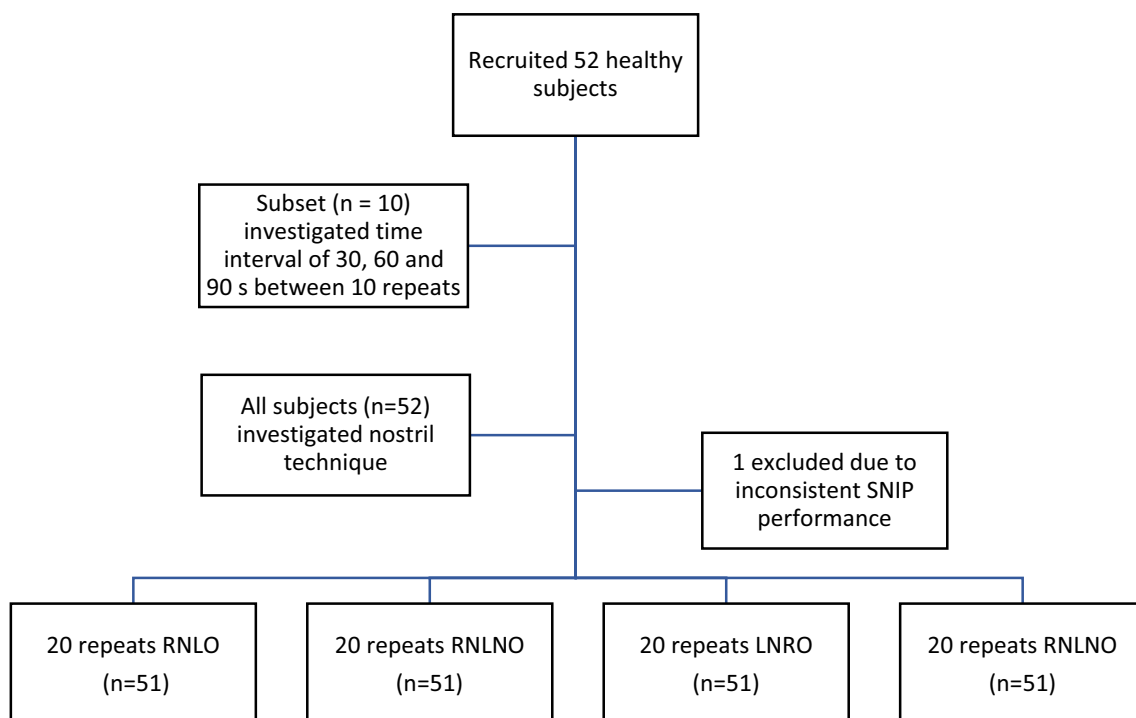 Recruited 52 healthy
subjects
Subset (n = 10)
investigated time
interval of 30, 60 and
90 s between 10 repeats
All subjects (n=52)
investigated nostril
technique
1 excluded due to
inconsistent SNIP
performance
20 repeats RNLO
(n=51)
20 repeats RNLNO
(n=51)
20 repeats LNRO
(n=51)
20 repeats RNLNO
(n=51)